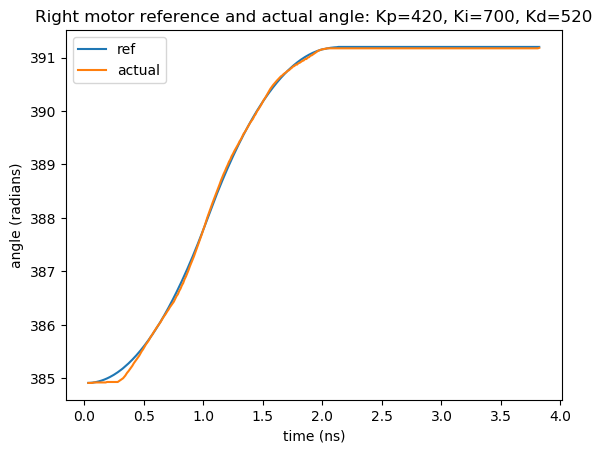 Right motor reference and actual angle: Kp=420, Ki=700, Kd=520
ref
actual
391
390
389
388
387
386
385
angle (radians)
0.0 0.5 1.0 1.5 2.0 2.5 3.0 3.5 4.0
time (ns)